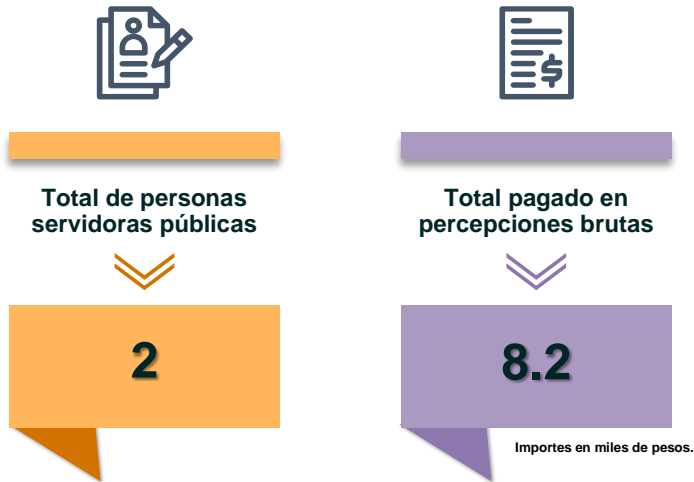 Total de personas
servidoras públicas
2
Total pagado en
percepciones brutas
8.2
Importes en miles de pesos.